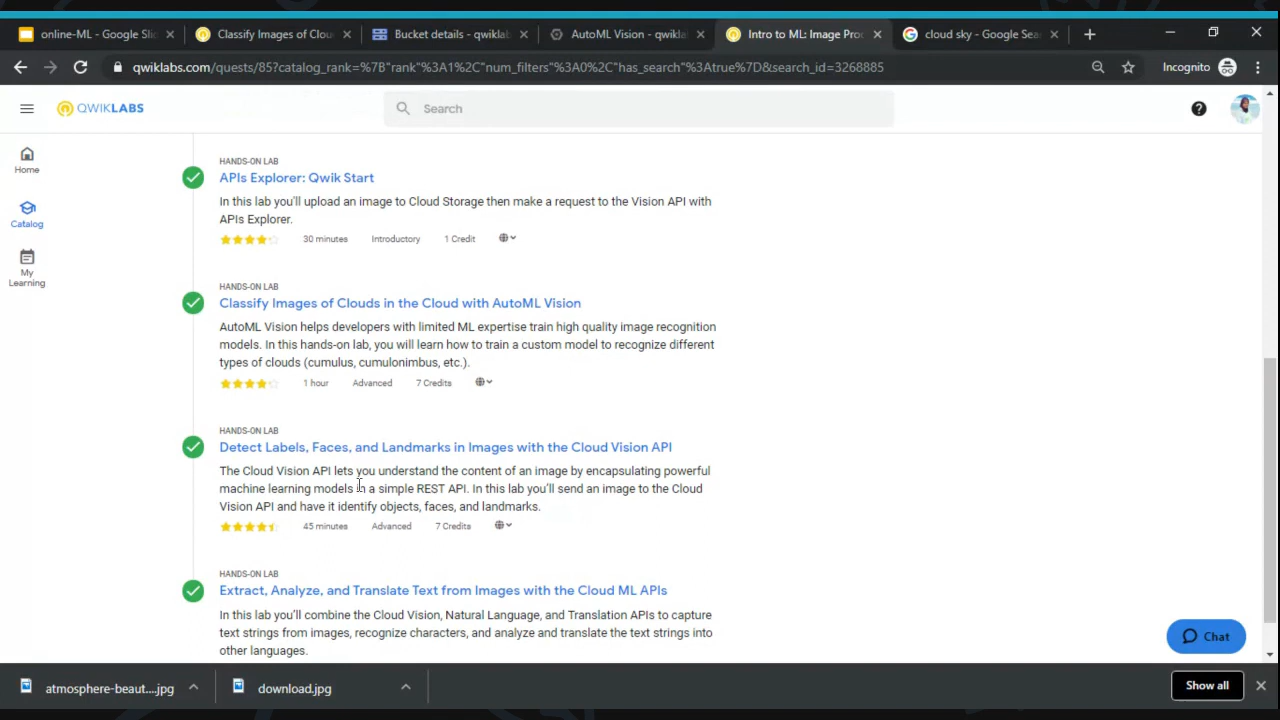 online-ML - Google Slic
Classify Images of Clou
Bucket details - qwikla
AutoML Vision - qwikla
Intro to ML: Image Proc
cloud sky - Google Sea
qwiklabs.com/quests/85?catalog_rank=%7B"rank"%3A1%2C"num_filters"%3A0%2C"has_search"%3Atrue%7D&search_id=3268885
Incognito
QWIKLABS
Search
Home
Catalog
My
Learning
HANDS-ON LAB
APIs Explorer: Qwik Start
In this lab you'll upload an image to Cloud Storage then make a request to the Vision API with
APIs Explorer.
30 minutes Introductory 1 Credit
HANDS-ON LAB
Classify Images of Clouds in the Cloud with AutoML Vision
AutoML Vision helps developers with limited ML expertise train high quality image recognition
models. In this hands-on lab, you will learn how to train a custom model to recognize different
types of clouds (cumulus, cumulonimbus, etc.).
1 hour Advanced 7 Credits
HANDS-ON LAB
Detect Labels, Faces, and Landmarks in Images with the Cloud Vision API
The Cloud Vision API lets you understand the content of an image by encapsulating powerful
machine learning models in a simple REST API. In this lab you'll send an image to the Cloud
Vision API and have it identify objects, faces, and landmarks.
45 minutes Advanced 7 Credits
HANDS-ON LAB
Extract, Analyze, and Translate Text from Images with the Cloud ML APIs
In this lab you'll combine the Cloud Vision, Natural Language, and Translation APIs to capture
text strings from images, recognize characters, and analyze and translate the text strings into
other languages.
Chat
atmosphere-beaut....jpg
download.jpg
Show all